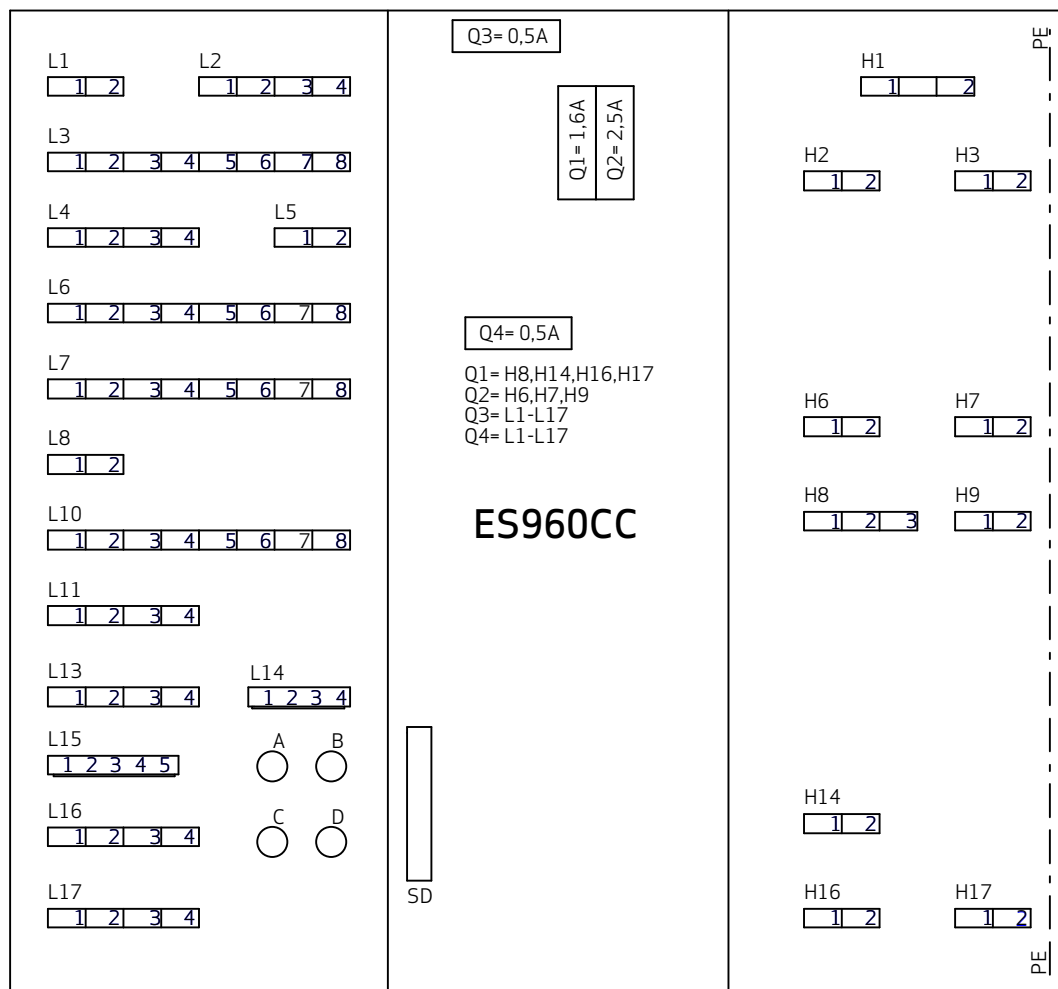 Q3= 0,5A
PE
L1
L2
H1
1 2
1 2 3 4
1 2
Q1= 1,6A
Q2= 2,5A
L3
H2
H3
1 2 3 4 5 6 7 8
1 2
1 2
L4
L5
1 2 3 4
1 2
L6
1 2 3 4 5 6 7 8
Q4= 0,5A
L7
1 2 3 4 5 6 7 8
Q1= H8,H14,H16,H17
Q2= H6,H7,H9
Q3= L1-L17
Q4= L1-L17
H6
H7
1 2
1 2
L8
1 2
H8
H9
1 2 3
1 2
L10
1 2 3 4 5 6 7 8
ES960CC
L11
1 2 3 4
L13
L14
1 2 3 4
1 2 3 4
L15
A
B
1 2 3 4 5
L16
C
D
1 2 3 4
H14
1 2
SD
L17
1 2 3 4
H16
H17
1 2
1 2
PE